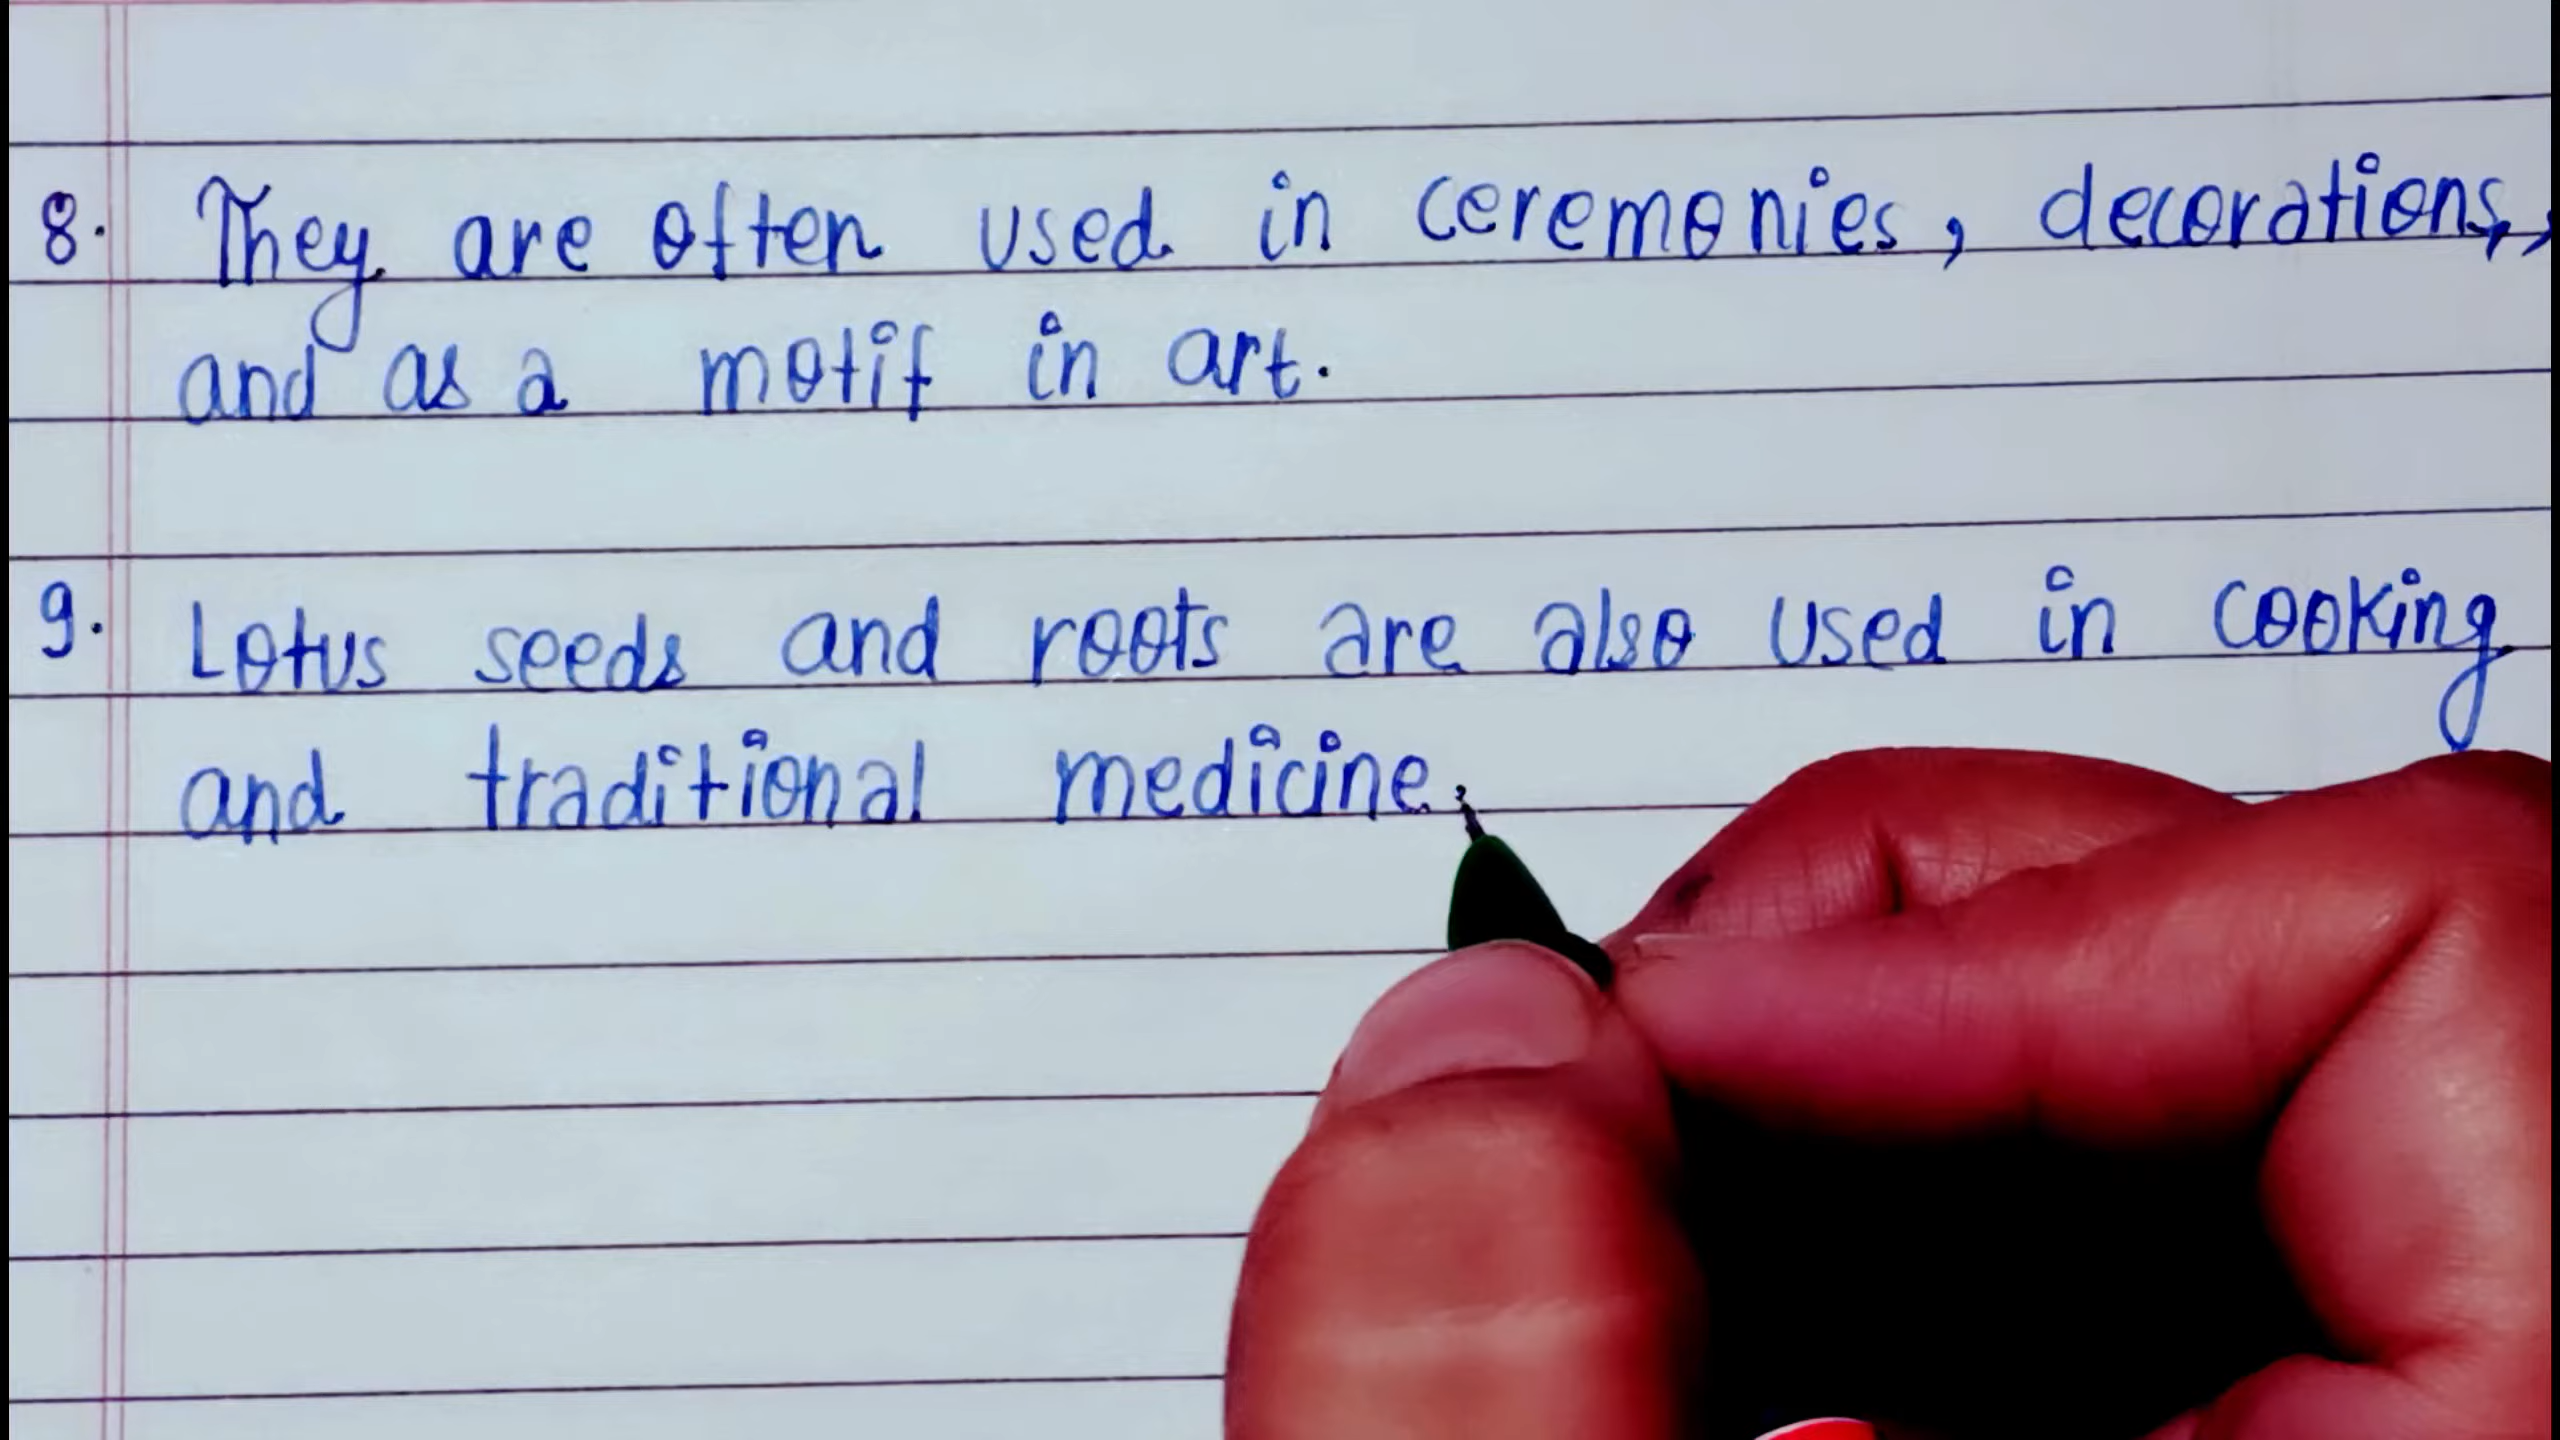 8. They are often used in ceremonies, decorations,
and as a motif in art.
9. Lotus seeds and roots are also used in cooking
and traditional medicine.